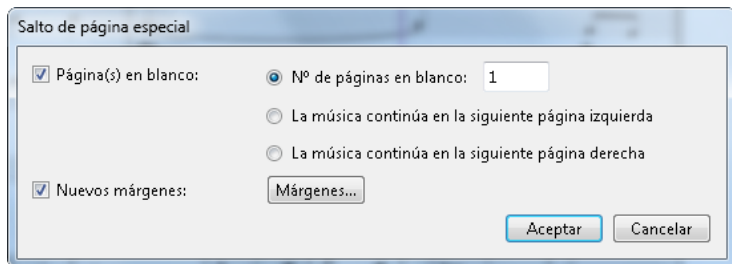 Salto de página especial
Página(s) en blanco: Nº de páginas en blanco: 1
La música continúa en la siguiente página izquierda
La música continúa en la siguiente página derecha
Nuevos márgenes: Márgenes...
Aceptar Cancelar